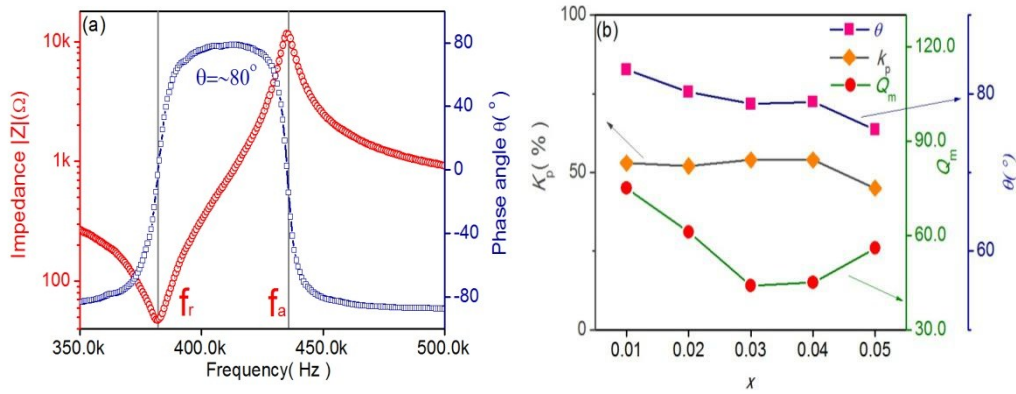 (a)
10k
1k
100
Impedance |Z|(Ω)
θ=~80°
fr
fa
80
40
0
-40
-80
Phase angle θ(°)
350.0k 400.0k 450.0k 500.0k
Frequency( Hz )
(b)
100
50
0
Kp( % )
θ
kp
Qm
120.0
90.0
60.0
30.0
Qm
80
60
θ(°)
0.01 0.02 0.03 0.04 0.05
x